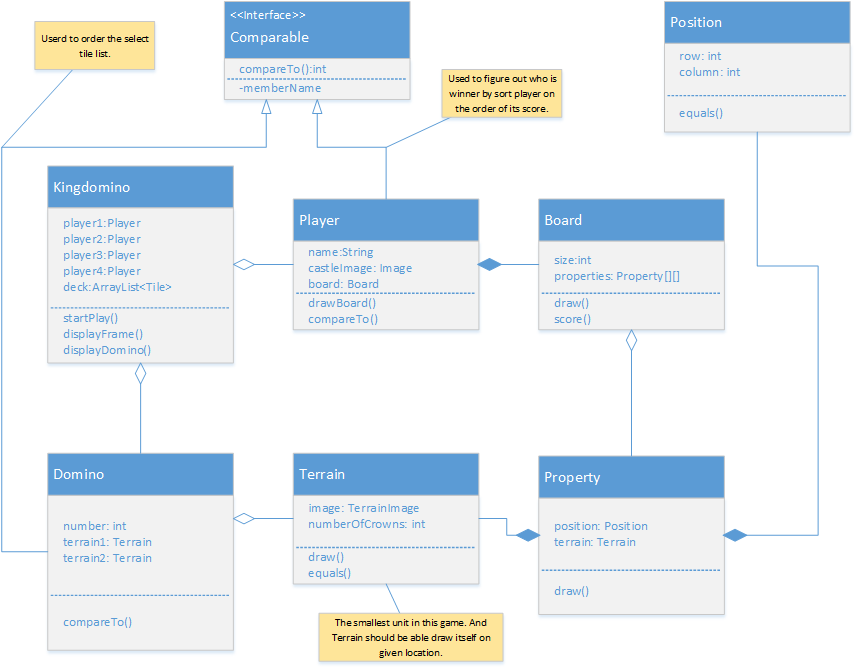 Userd to order the select
tile list.
<<Interface>>
Comparable
compareTo():int
-memberName
Used to figure out who is
winner by sort player on
the order of its score.
Position
row: int
column: int
equals()
Kingdomino
player1:Player
player2:Player
player3:Player
player4:Player
deck:ArrayList<Tile>
startPlay()
displayFrame()
displayDomino()
Player
name:String
castleImage: Image
board: Board
drawBoard()
compareTo()
Board
size:int
properties: Property[][]
draw()
score()
Domino
number: int
terrain1: Terrain
terrain2: Terrain
compareTo()
Terrain
image: TerrainImage
numberOfCrowns: int
draw()
equals()
Property
position: Position
terrain: Terrain
draw()
The smallest unit in this game. And
Terrain should be able draw itself on
given location.